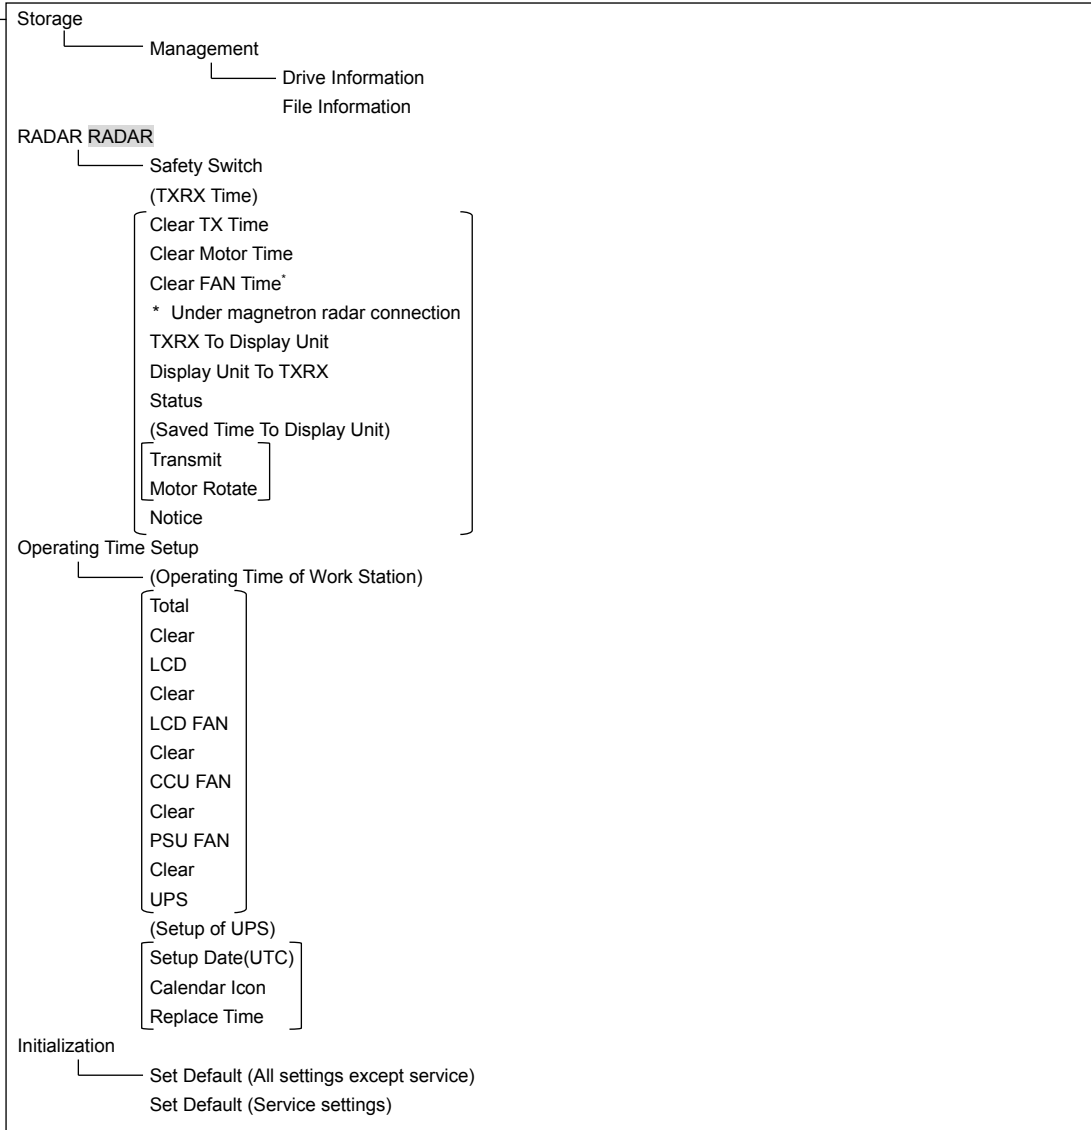 Storage
Management
Drive Information
File Information
RADAR RADAR
Safety Switch
(TXRX Time)
Clear TX Time
Clear Motor Time
Clear FAN Time*
* Under magnetron radar connection
TXRX To Display Unit
Display Unit To TXRX
Status
(Saved Time To Display Unit)
Transmit
Motor Rotate
Notice
Operating Time Setup
(Operating Time of Work Station)
Total
Clear
LCD
Clear
LCD FAN
Clear
CCU FAN
Clear
PSU FAN
Clear
UPS
(Setup of UPS)
Setup Date(UTC)
Calendar Icon
Replace Time
Initialization
Set Default (All settings except service)
Set Default (Service settings)